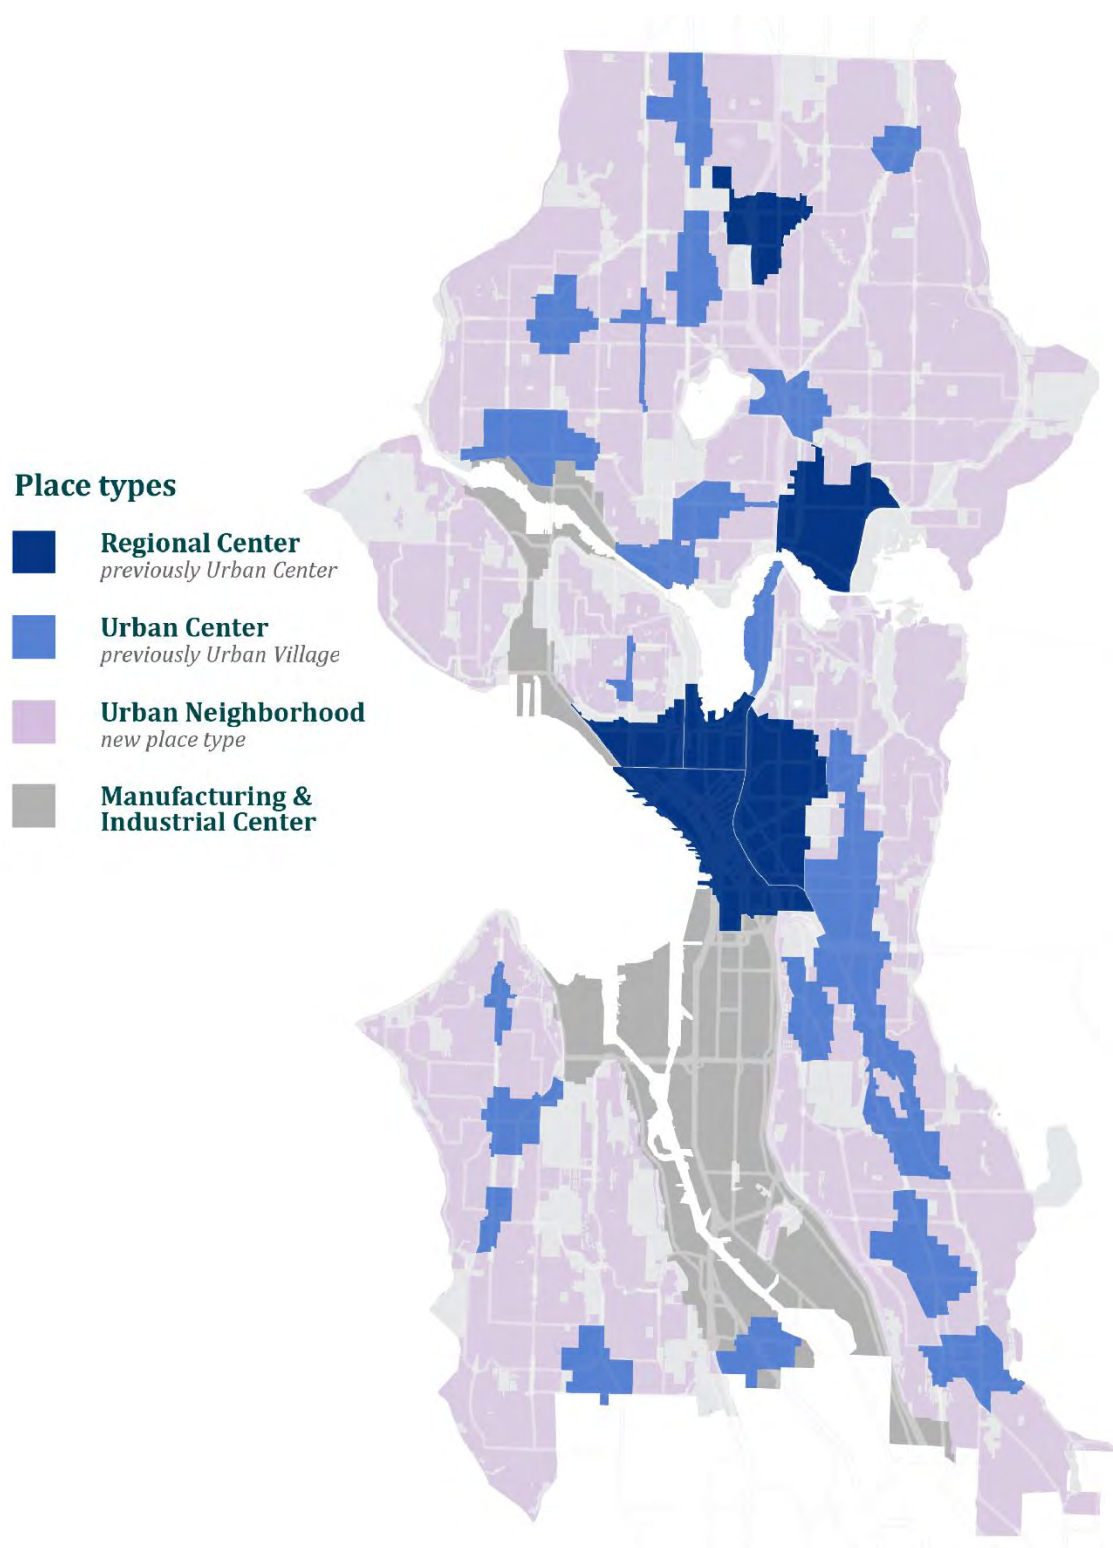 Place types
Regional Center
previously Urban Center
Urban Center
previously Urban Village
Urban Neighborhood
new place type
Manufacturing &
Industrial Center